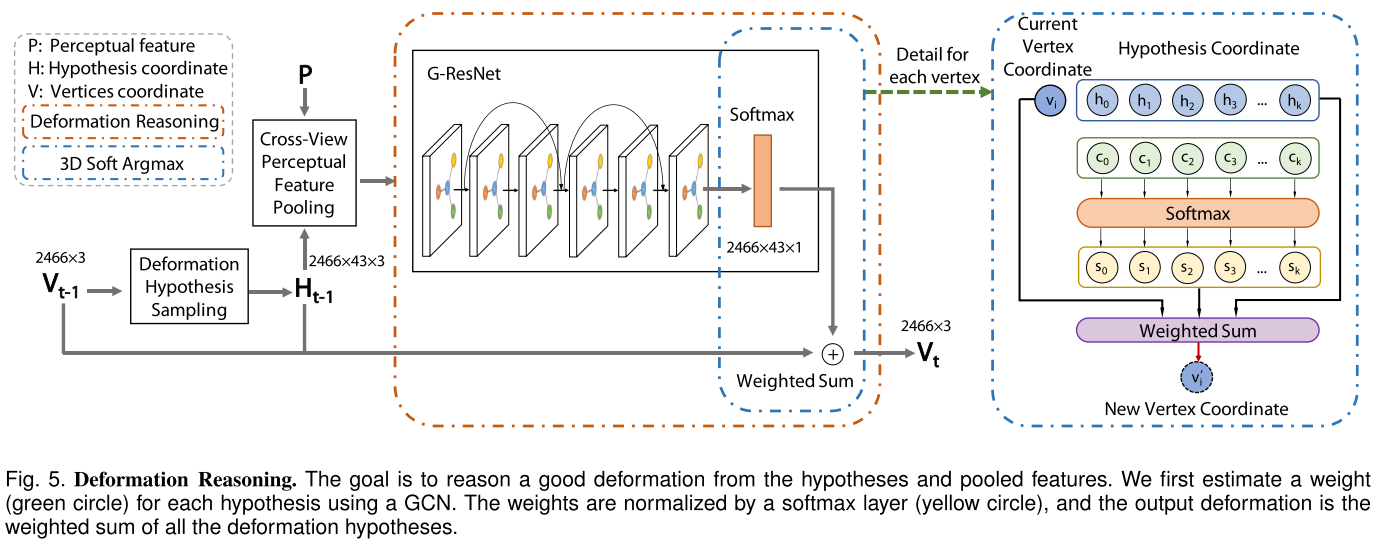 P: Perceptual feature
H: Hypothesis coordinate
V: Vertices coordinate
Deformation Reasoning
3D Soft Argmax
P
Cross-View
Perceptual
Feature
Pooling
2466×3
V_{t-1}
Deformation
Hypothesis
Sampling
2466×43×3
H_{t-1}
G-ResNet
Softmax
2466×43×1
+
Weighted Sum
2466×3
V_t
Detail for
each vertex
Current
Vertex
Coordinate
Hypothesis Coordinate
v_i h_0 h_1 h_2 h_3 ... h_k
c_0 c_1 c_2 c_3 ... c_k
Softmax
s_0 s_1 s_2 s_3 ... s_k
Weighted Sum
v_i'
New Vertex Coordinate
Fig. 5. Deformation Reasoning. The goal is to reason a good deformation from the hypotheses and pooled features. We first estimate a weight
(green circle) for each hypothesis using a GCN. The weights are normalized by a softmax layer (yellow circle), and the output deformation is the
weighted sum of all the deformation hypotheses.